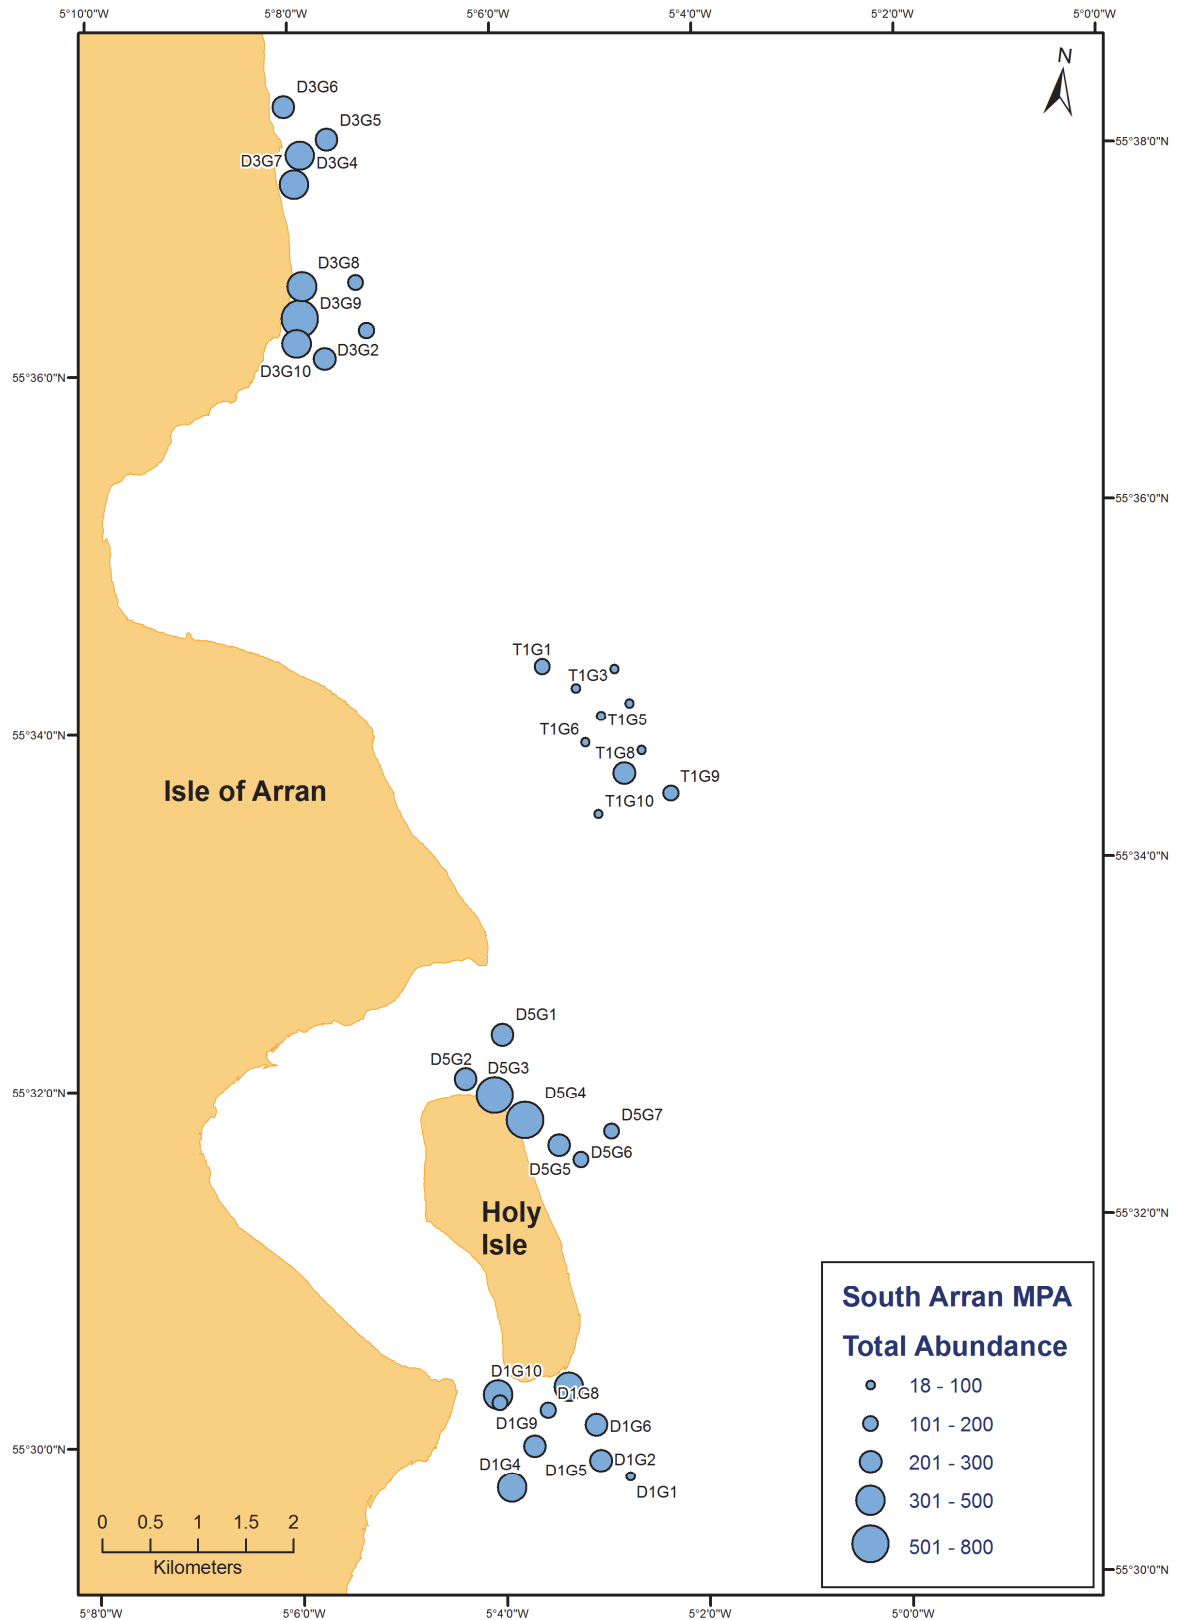 5°10'0"W 5°8'0"W 5°6'0"W 5°4'0"W 5°2'0"W 5°0'0"W
N
D3G6
D3G5
55°38'0"N
D3G7 D3G4
D3G8
D3G9
D3G2
D3G10
55°36'0"N
55°36'0"N
T1G1
T1G3
T1G5
T1G6
55°34'0"N
T1G8
T1G9
Isle of Arran
T1G10
55°34'0"N
D5G1
D5G2 D5G3
D5G4
55°32'0"N
D5G7
D5G6
D5G5
Holy
Isle
55°32'0"N
South Arran MPA
Total Abundance
18 - 100
101 - 200
201 - 300
301 - 500
501 - 800
D1G10
D1G8
D1G9
D1G6
55°30'0"N
D1G4
D1G5
D1G2
D1G1
0 0.5 1 1.5 2
Kilometers
55°30'0"N
5°8'0"W 5°6'0"W 5°4'0"W 5°2'0"W 5°0'0"W